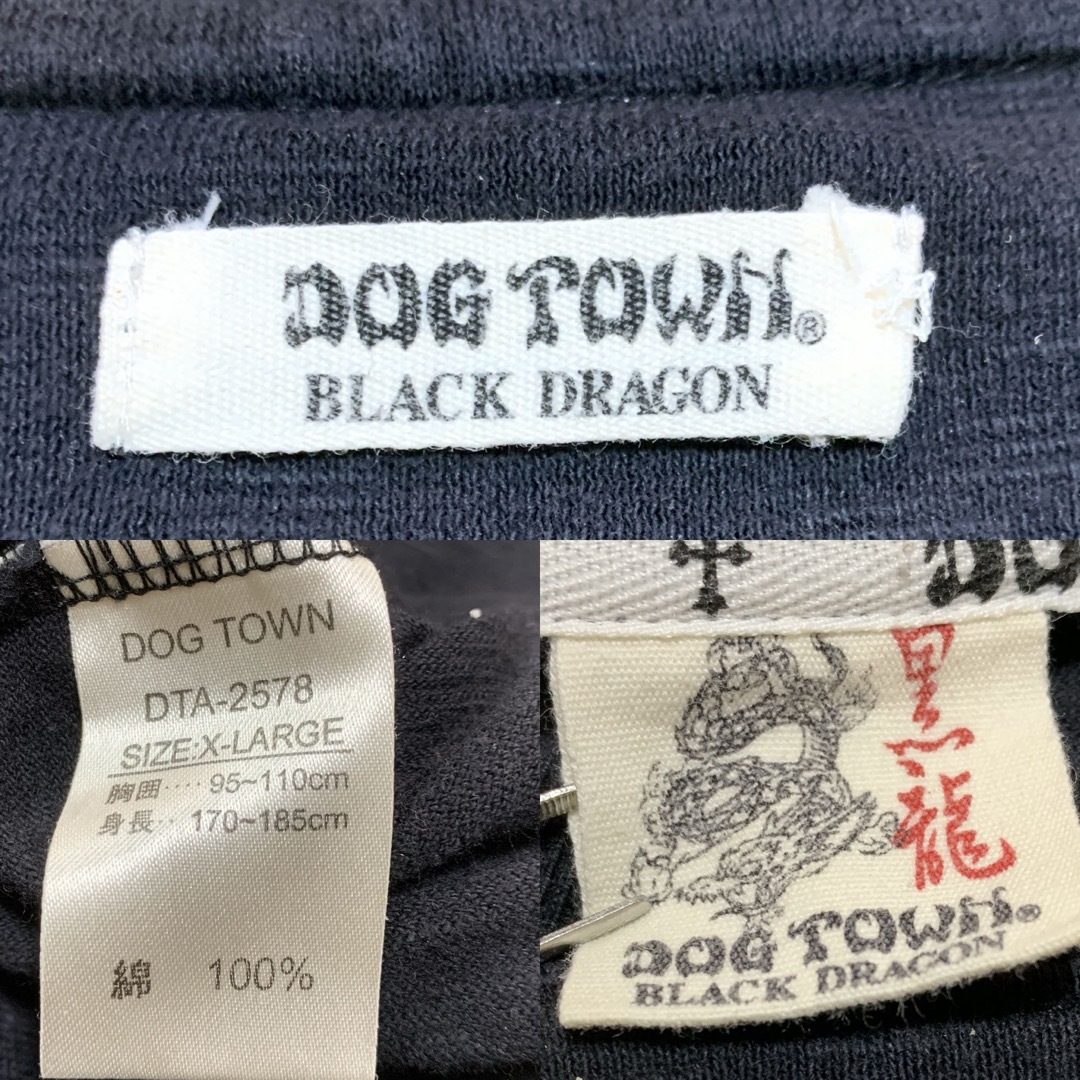 DOG TOWN®
BLACK DRAGON
DOG TOWN
DTA-2578
SIZE:X-LARGE
胸囲‥‥95~110cm
身長‥170~185cm
綿 100%
黒龍
DOG TOWN®
BLACK DRAGON